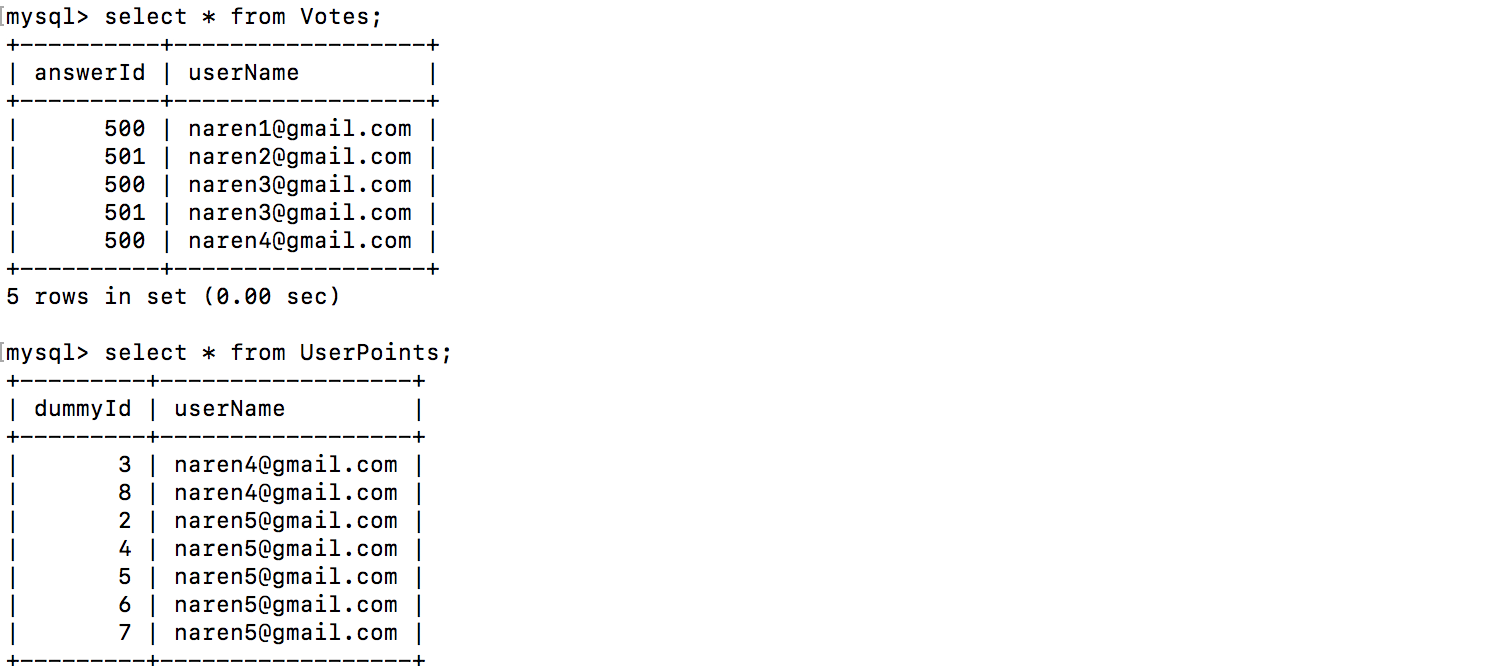 mysql> select * from Votes;
+----------+------------------+
| answerId | userName         |
+----------+------------------+
|      500 | naren1@gmail.com |
|      501 | naren2@gmail.com |
|      500 | naren3@gmail.com |
|      501 | naren3@gmail.com |
|      500 | naren4@gmail.com |
+----------+------------------+
5 rows in set (0.00 sec)

mysql> select * from UserPoints;
+---------+------------------+
| dummyId | userName         |
+---------+------------------+
|       3 | naren4@gmail.com |
|       8 | naren4@gmail.com |
|       2 | naren5@gmail.com |
|       4 | naren5@gmail.com |
|       5 | naren5@gmail.com |
|       6 | naren5@gmail.com |
|       7 | naren5@gmail.com |
+---------+------------------+